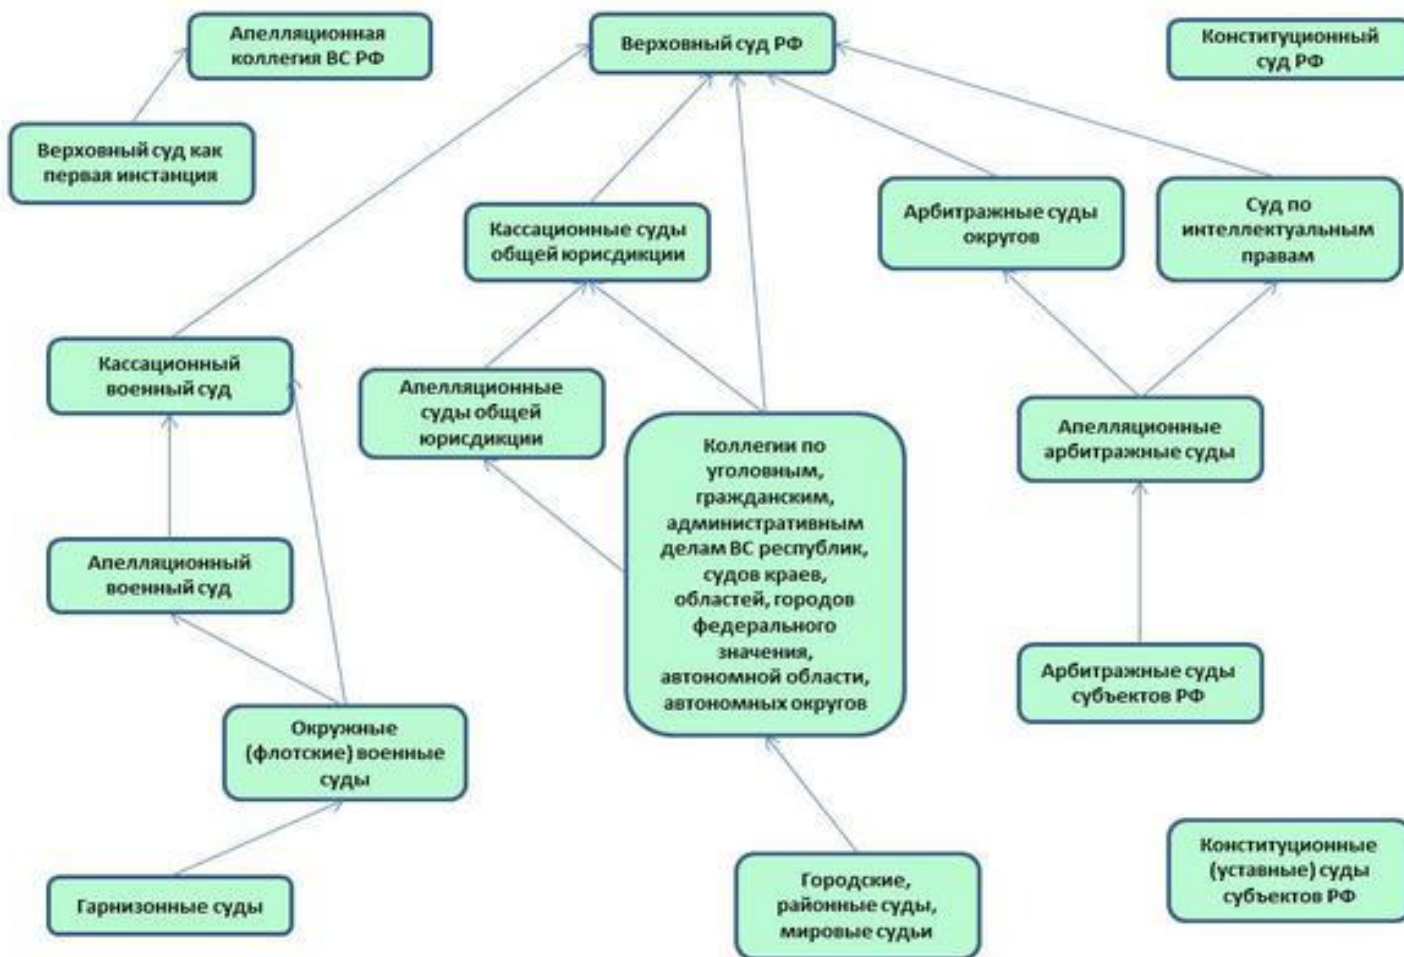 Апелляционная
коллегия ВС РФ
Верховный суд РФ
Конституционный
суд РФ
Верховный суд как
первая инстанция
Кассационные суды
общей юрисдикции
Арбитражные суды
округов
Суд по
интеллектуальным
правам
Кассационный
военный суд
Апелляционные
суды общей
юрисдикции
Коллегии по
уголовным,
гражданским,
административным
делам ВС республик,
судов краев,
областей, городов
федерального
значения,
автономной области,
автономных округов
Апелляционные
арбитражные суды
Апелляционный
военный суд
Арбитражные суды
субъектов РФ
Окружные
(флотские) военные
суды
Гарнизонные суды
Городские,
районные суды,
мировые судьи
Конституционные
(уставные) суды
субъектов РФ